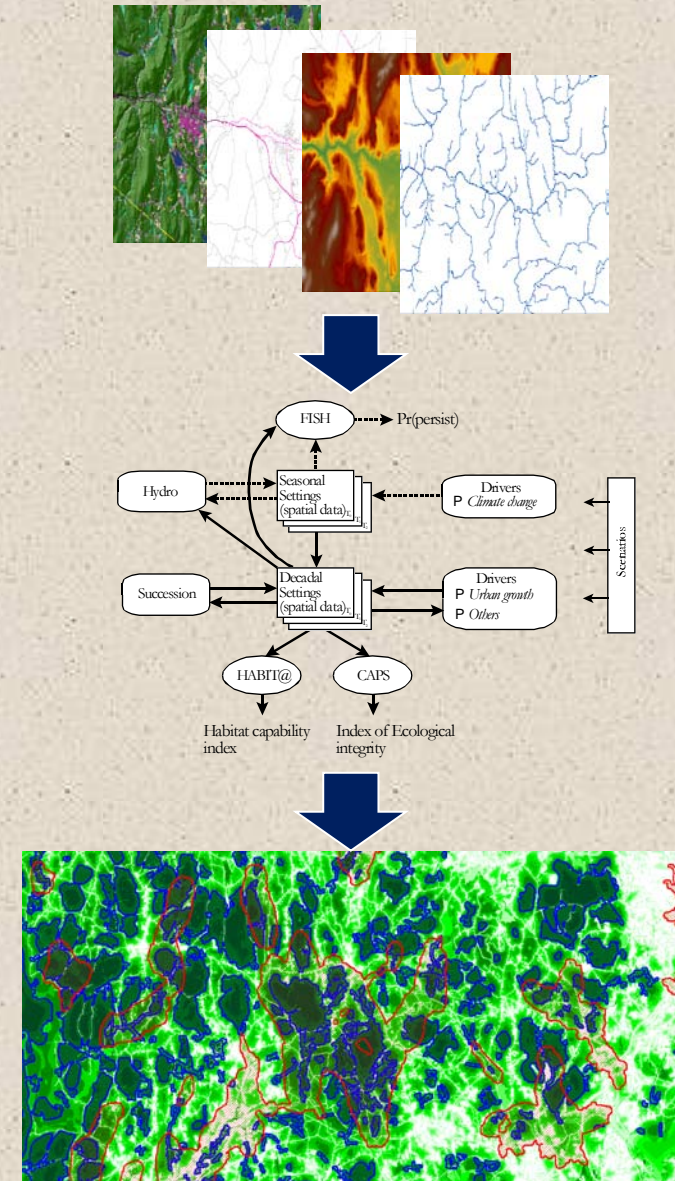 FISH
Pr(persist)
Hydro
Seasonal
Settings
(spatial data)
Drivers
P Climate change
Scenarios
Succession
Decadal
Settings
(spatial data)
Drivers
P Urban growth
P Others
HABIT@
CAPS
Habitat capability
index
Index of Ecological
integrity